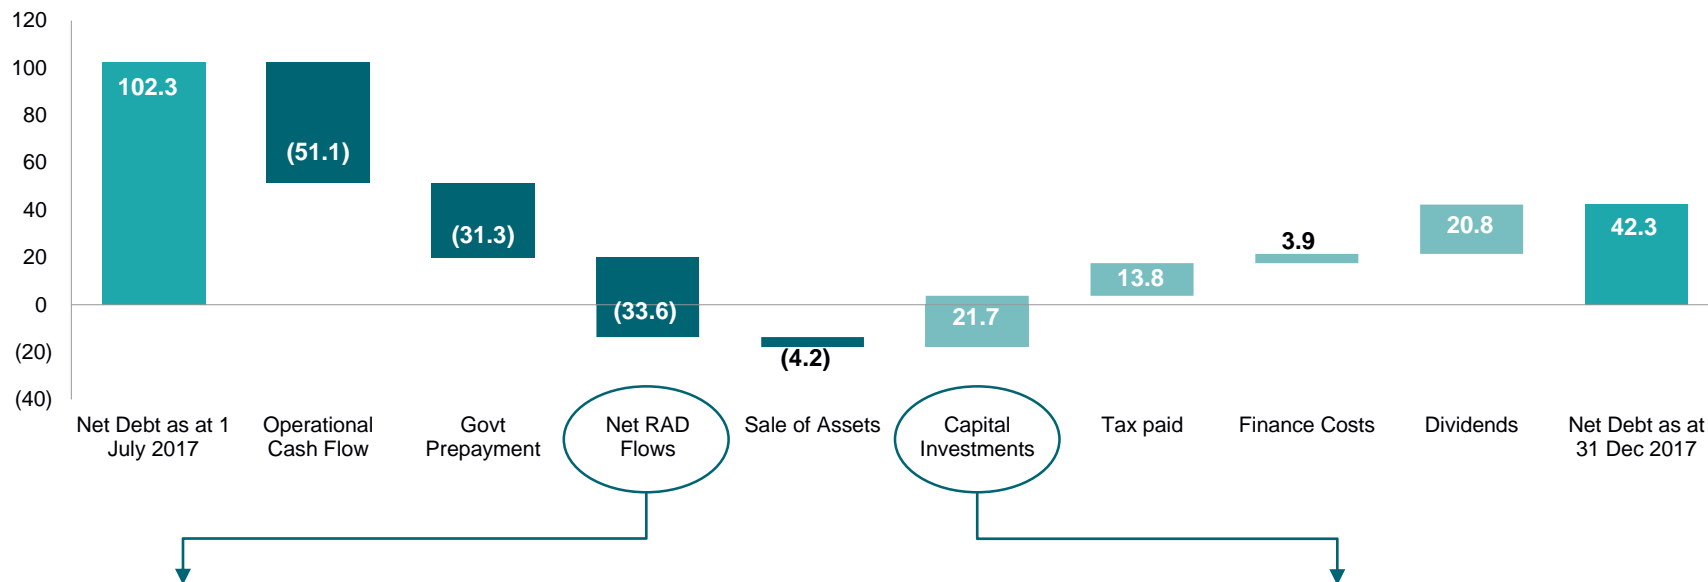 120
100
80
60
40
20
0
(20)
(40)
102.3
(51.1)
(31.3)
(33.6)
(4.2)
21.7
13.8
3.9
20.8
42.3
Net Debt as at 1
July 2017
Operational
Cash Flow
Govt
Prepayment
Net RAD
Flows
Sale of Assets
Capital
Investments
Tax paid
Finance Costs
Dividends
Net Debt as at
31 Dec 2017